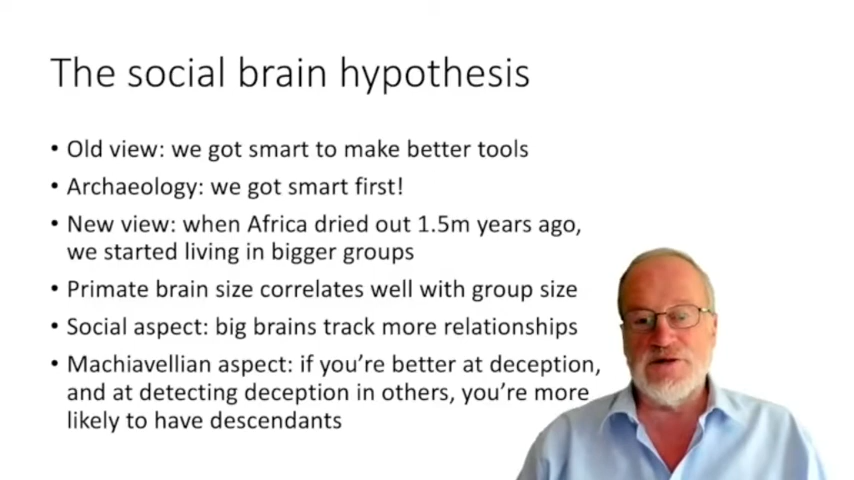 The social brain hypothesis
• Old view: we got smart to make better tools
• Archaeology: we got smart first!
• New view: when Africa dried out 1.5m years ago,
we started living in bigger groups
• Primate brain size correlates well with group size
• Social aspect: big brains track more relationships
• Machiavellian aspect: if you're better at deception,
and at detecting deception in others, you're more
likely to have descendants